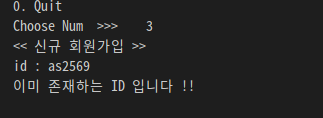 0. Quit
Choose Num  >>>    3
<< 신규 회원가입 >>
id : as2569
이미 존재하는 ID 입니다 !!